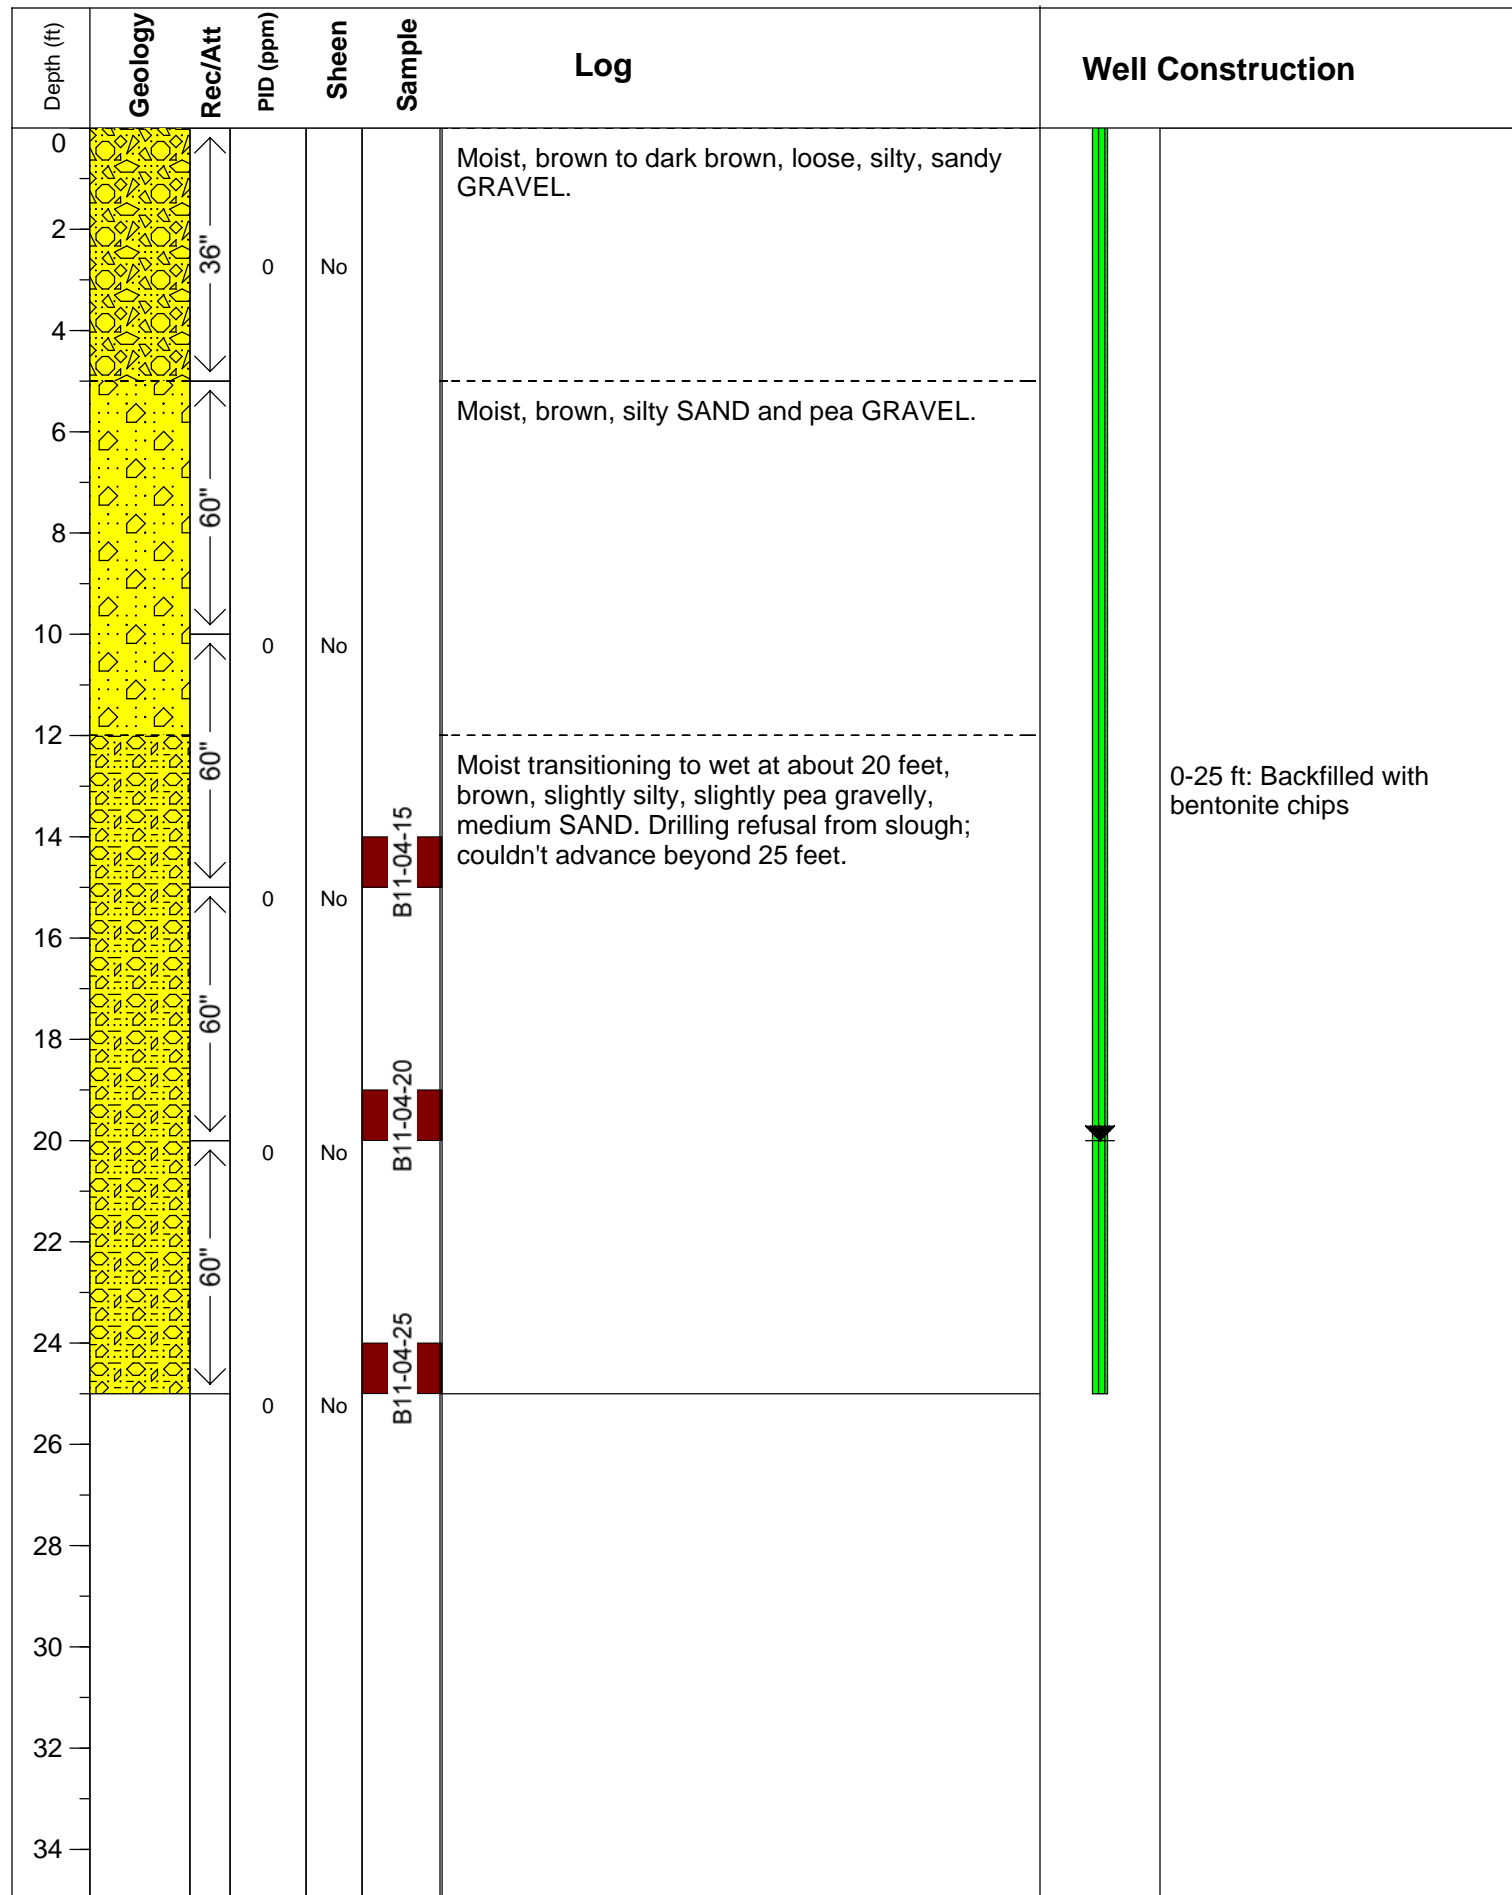 Depth (ft)
Geology
Rec/Att
PID (ppm)
Sheen
Sample
Log
Well Construction
0
Moist, brown to dark brown, loose, silty, sandy
GRAVEL.
2
36"
0
No
4
Moist, brown, silty SAND and pea GRAVEL.
6
60"
8
10
0
No
12
60"
Moist transitioning to wet at about 20 feet,
brown, slightly silty, slightly pea gravelly,
medium SAND. Drilling refusal from slough;
couldn't advance beyond 25 feet.
0-25 ft: Backfilled with
bentonite chips
14
B11-04-15
0
No
16
60"
18
B11-04-20
20
0
No
22
60"
24
B11-04-25
0
No
26
28
30
32
34